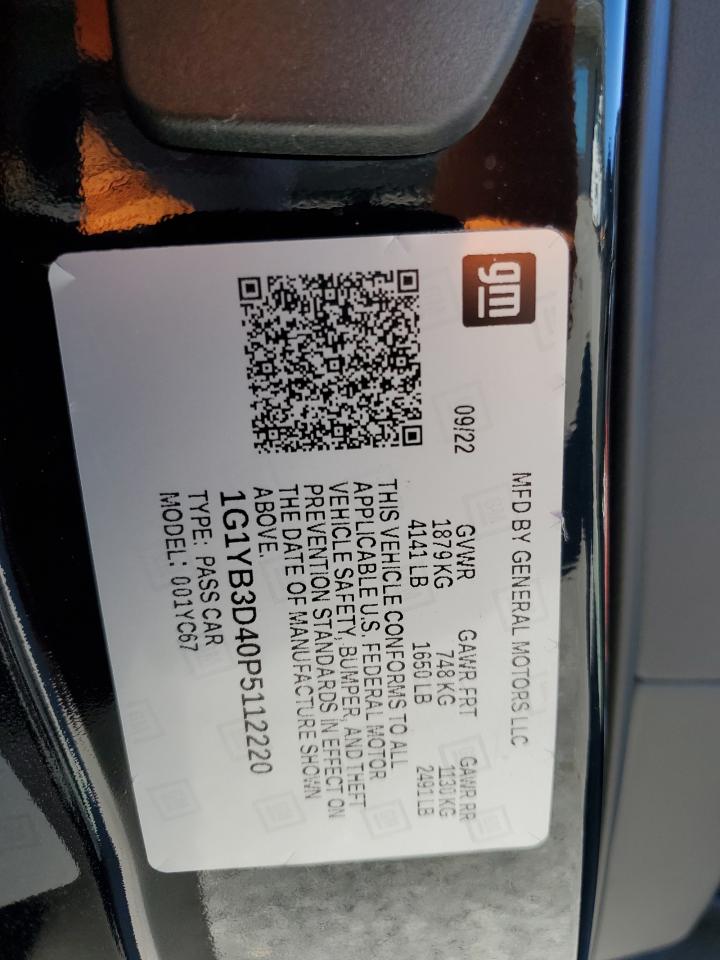 gm
MFD BY GENERAL MOTORS LLC
09/22 GVWR GAWR FRT GAWR RR
1879 KG 748 KG 1130 KG
4141 LB 1650 LB 2491 LB
THIS VEHICLE CONFORMS TO ALL
APPLICABLE U.S. FEDERAL MOTOR
VEHICLE SAFETY, BUMPER, AND THEFT
PREVENTION STANDARDS IN EFFECT ON
THE DATE OF MANUFACTURE SHOWN
ABOVE.
1G1YB3D40P5112220
TYPE: PASS CAR
MODEL: 001YC67